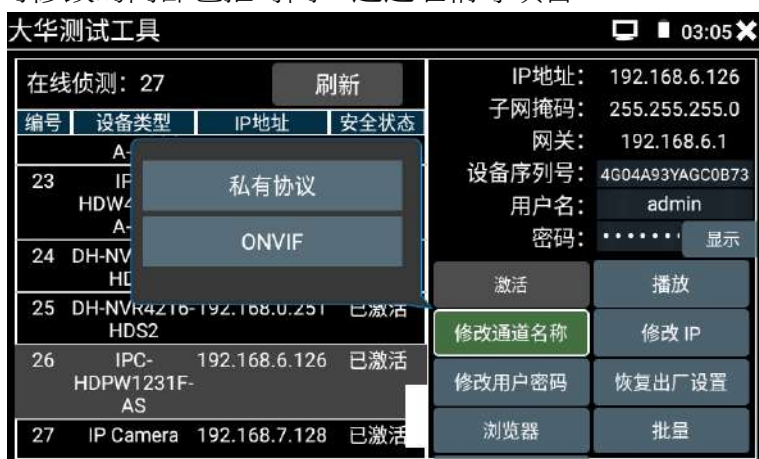 大华测试工具
03:05
在线侦测：27
刷新
编号 设备类型 IP地址 安全状态
A-
23 IP
HDW4
A-
24 DH-NV
HD
25 DH-NVR4216- 192.168.0.251 已激活
HDS2
26 IPC- 192.168.6.126 已激活
HDPW1231F-
AS
27 IP Camera 192.168.7.128 已激活
私有协议
ONVIF
IP地址： 192.168.6.126
子网掩码： 255.255.255.0
网关： 192.168.6.1
设备序列号： 4G04A93YAGC0B73
用户名： admin
密码： ••••••• 显示
激活 播放
修改通道名称 修改 IP
修改用户密码 恢复出厂设置
浏览器 批量